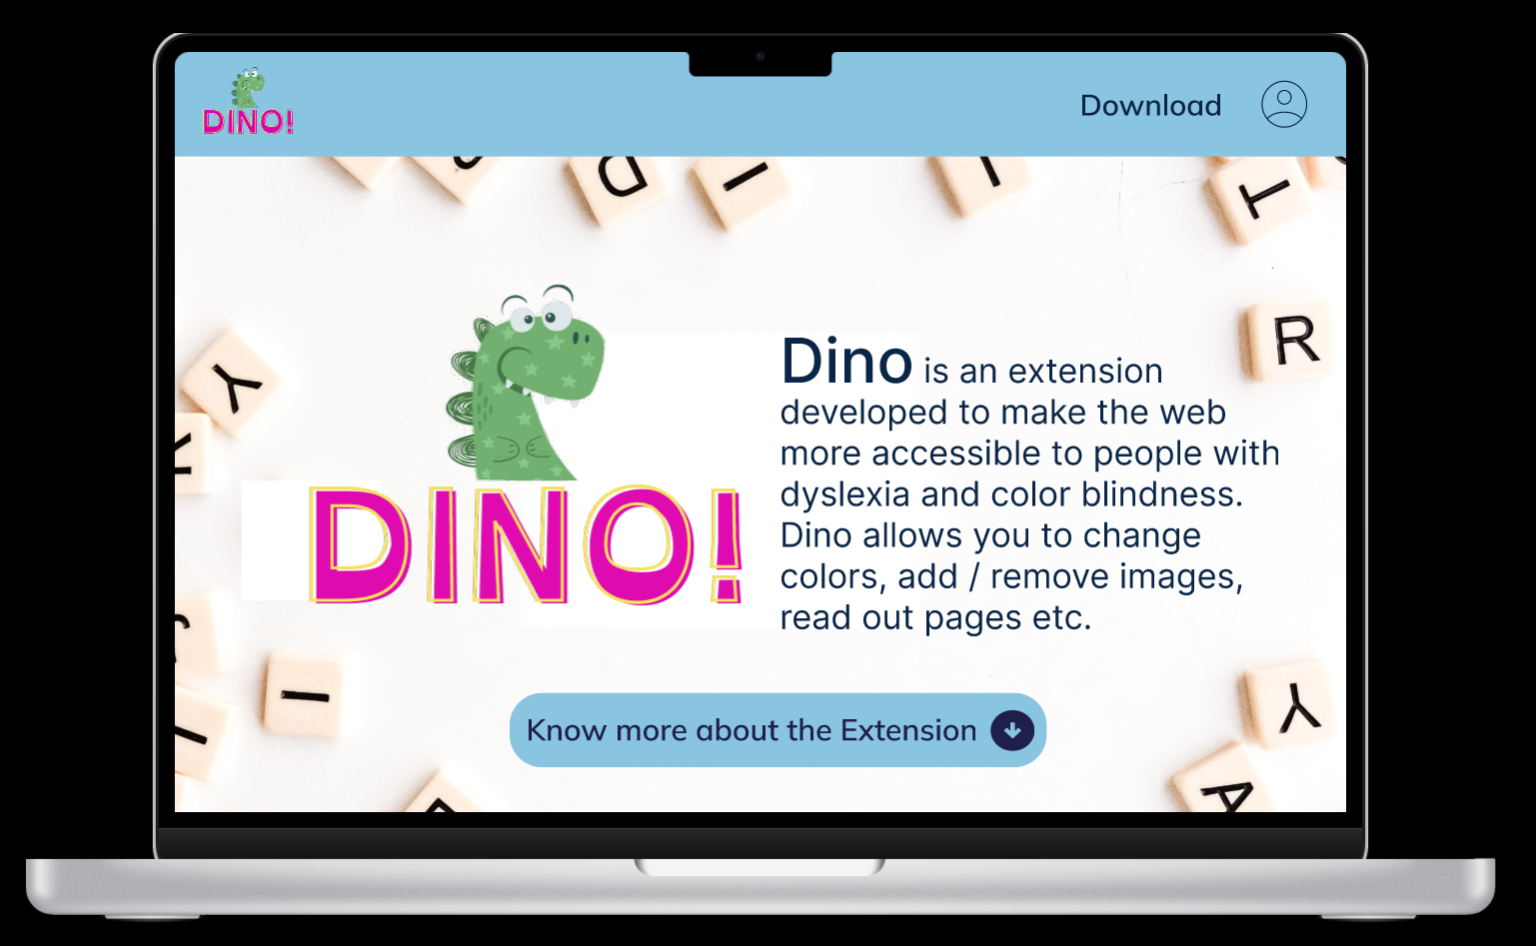 DINO!
Download
D
I
T
R
Y
DINO!
Dino is an extension
developed to make the web
more accessible to people with
dyslexia and color blindness.
Dino allows you to change
colors, add / remove images,
read out pages etc.
I
Y
Know more about the Extension
A